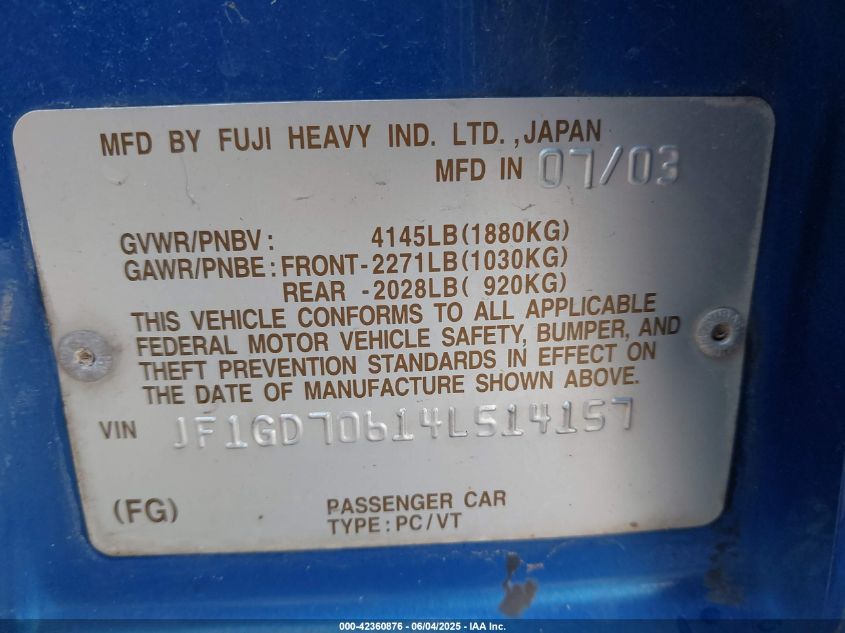 MFD BY FUJI HEAVY IND. LTD.,JAPAN
MFD IN 07/03
GVWR/PNBV: 4145LB(1880KG)
GAWR/PNBE:FRONT-2271LB(1030KG)
REAR -2028LB( 920KG)
THIS VEHICLE CONFORMS TO ALL APPLICABLE
FEDERAL MOTOR VEHICLE SAFETY, BUMPER, AND
THEFT PREVENTION STANDARDS IN EFFECT ON
THE DATE OF MANUFACTURE SHOWN ABOVE.
VIN JF1GD70614L514157
(FG) PASSENGER CAR
TYPE:PC/VT
000-42360876 - 06/04/2025 - IAA Inc.